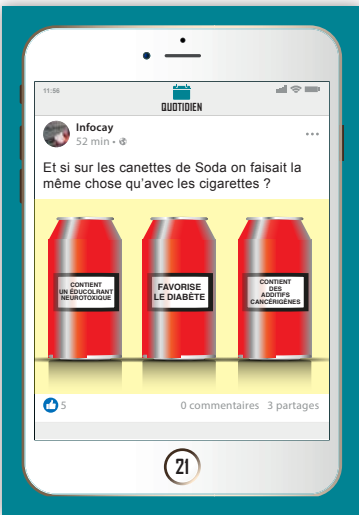 11:56
QUOTIDIEN
Infocay
52 min •
Et si sur les canettes de Soda on faisait la
même chose qu'avec les cigarettes ?
CONTIENT
UN ÉDUCOLRANT
NEUROTOXIQUE
FAVORISE
LE DIABÈTE
CONTIENT
DES
ADDITIFS
CANCÉRIGÈNES
5
0 commentaires 3 partages
21